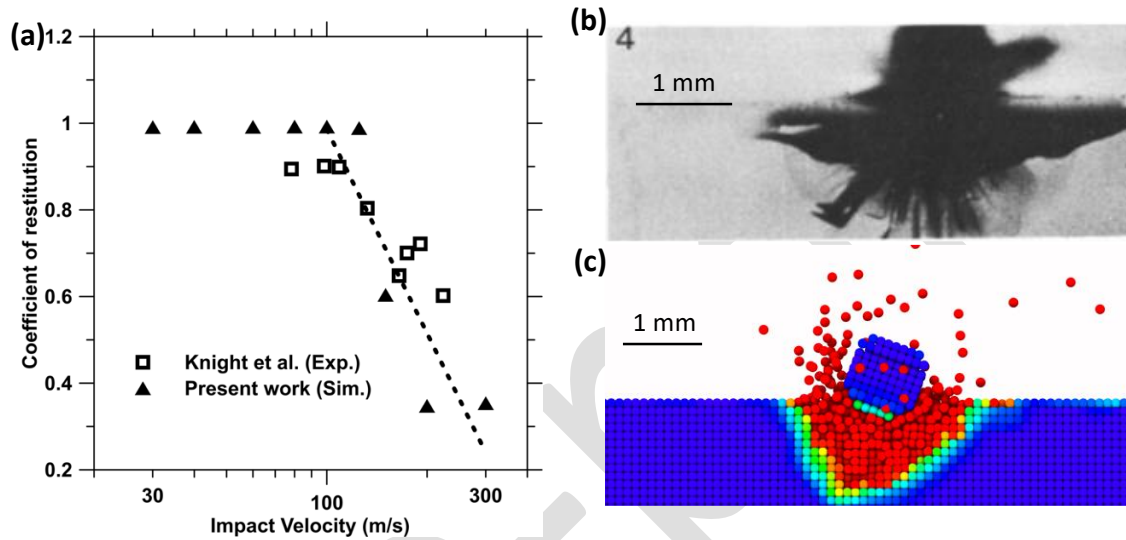 (a)
1.2
1
0.8
0.6
0.4
0.2
Coefficient of restitution
Knight et al. (Exp.)
Present work (Sim.)
30
100
300
Impact Velocity (m/s)
(b)
4
1 mm
(c)
1 mm